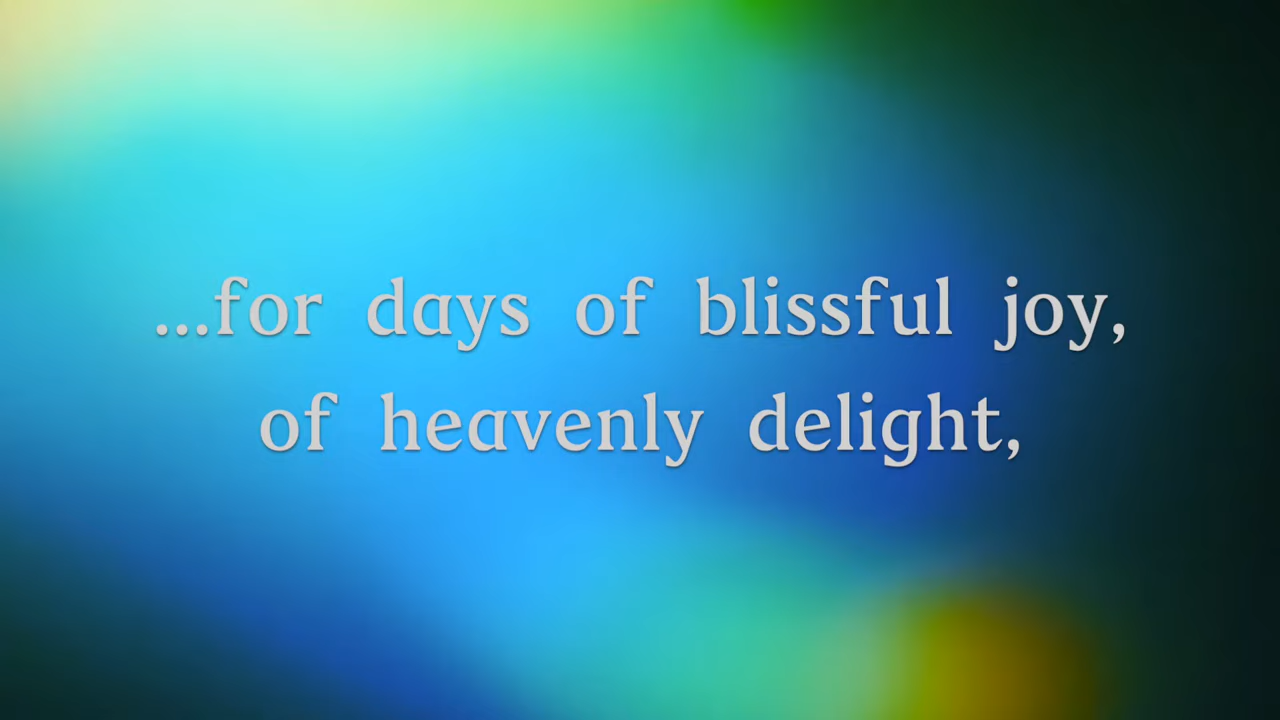 ...for days of blissful joy,
of heavenly delight,